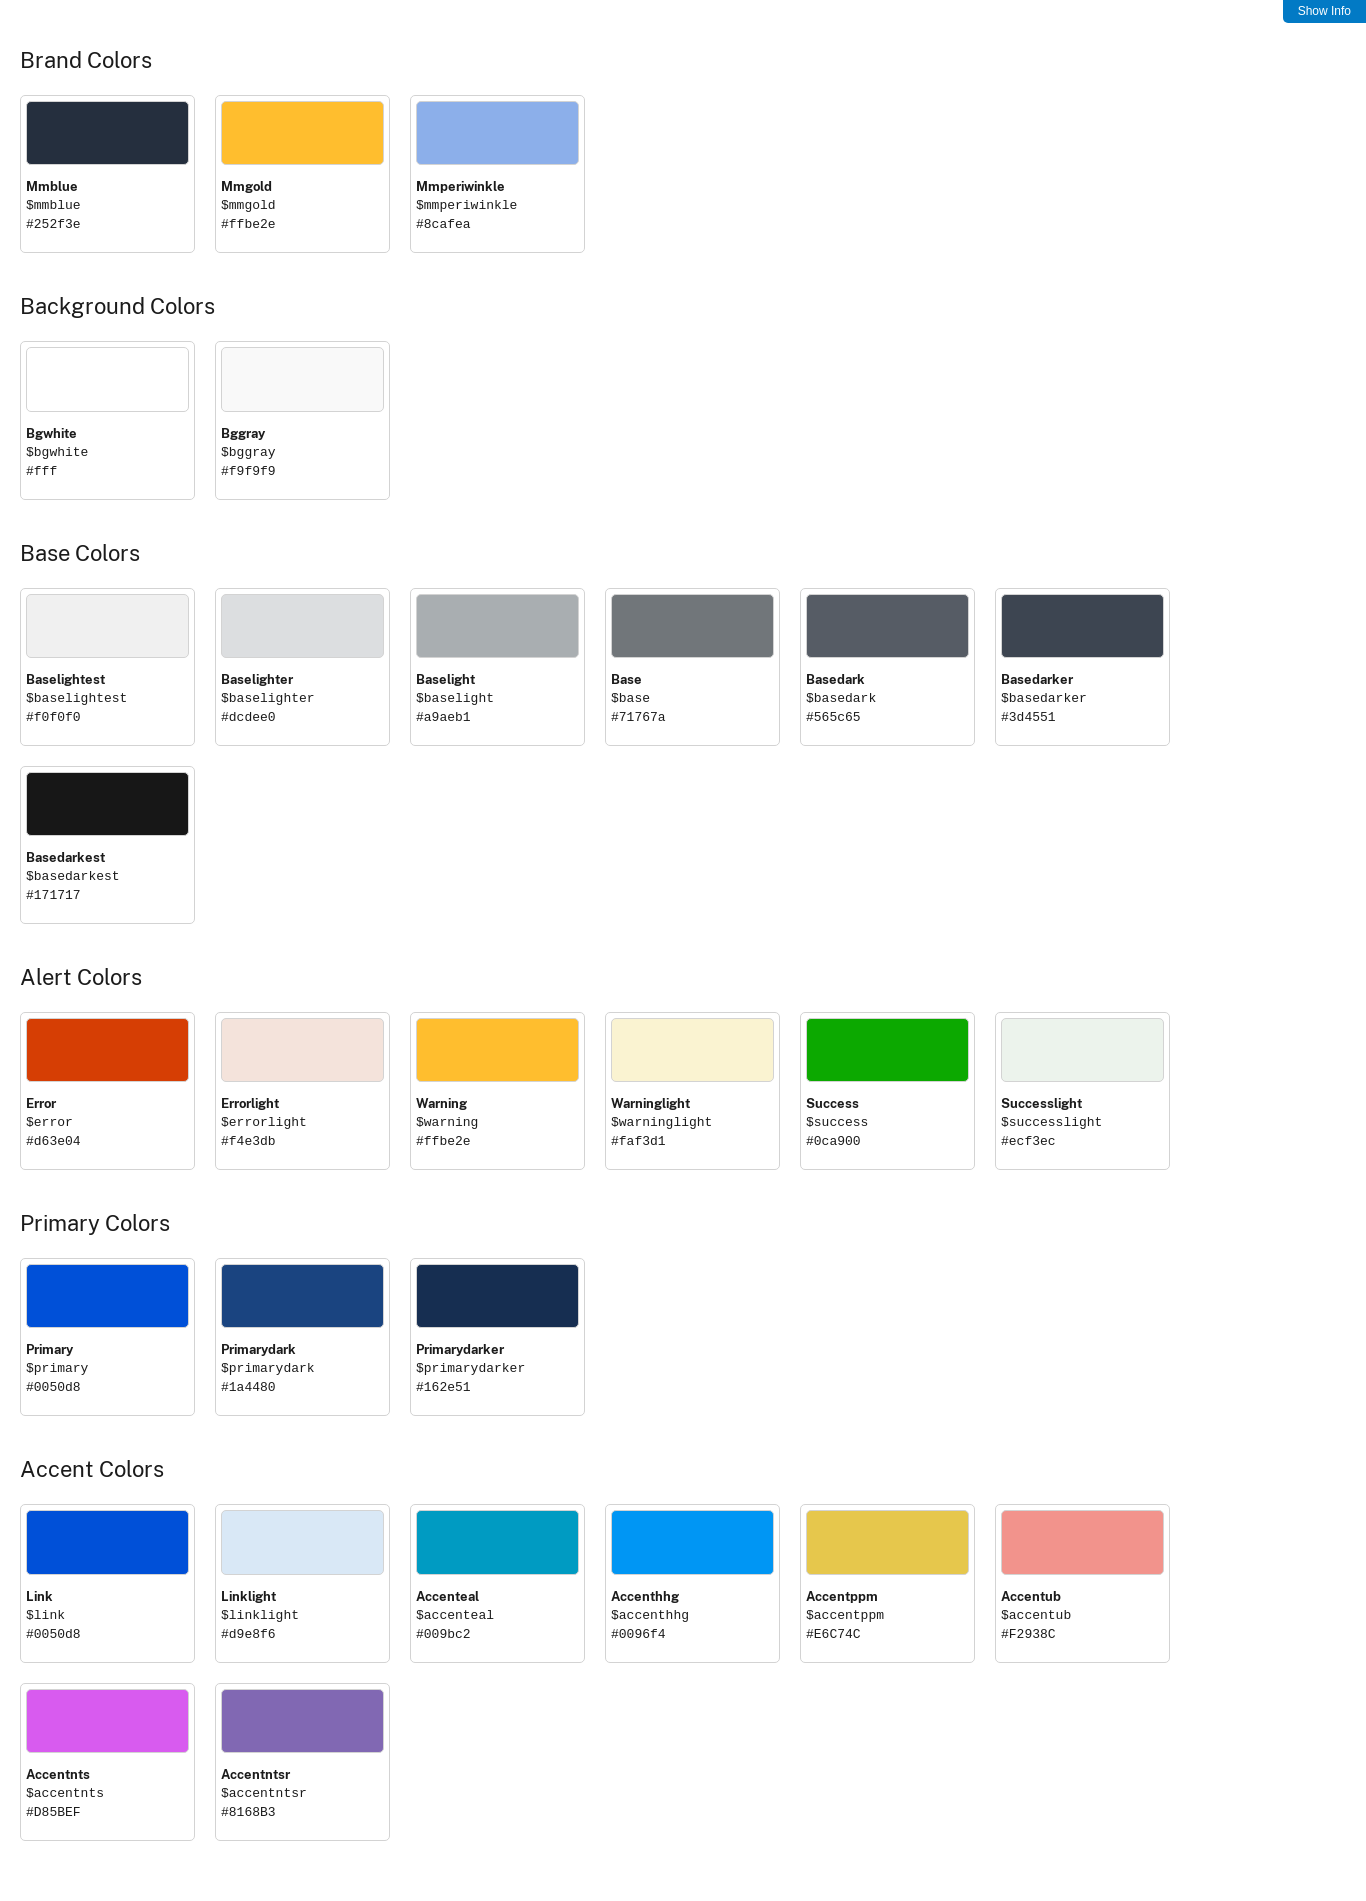 Show Info
Brand Colors
Mmblue
$mmblue
#252f3e
Mmgold
$mmgold
#ffbe2e
Mmperiwinkle
$mmperiwinkle
#8cafea
Background Colors
Bgwhite
$bgwhite
#fff
Bggray
$bggray
#f9f9f9
Base Colors
Baselightest
$baselightest
#f0f0f0
Baselighter
$baselighter
#dcdee0
Baselight
$baselight
#a9aeb1
Base
$base
#71767a
Basedark
$basedark
#565c65
Basedarker
$basedarker
#3d4551
Basedarkest
$basedarkest
#171717
Alert Colors
Error
$error
#d63e04
Errorlight
$errorlight
#f4e3db
Warning
$warning
#ffbe2e
Warninglight
$warninglight
#faf3d1
Success
$success
#0ca900
Successlight
$successlight
#ecf3ec
Primary Colors
Primary
$primary
#0050d8
Primarydark
$primarydark
#1a4480
Primarydarker
$primarydarker
#162e51
Accent Colors
Link
$link
#0050d8
Linklight
$linklight
#d9e8f6
Accenteal
$accenteal
#009bc2
Accenthhg
$accenthhg
#0096f4
Accentppm
$accentppm
#E6C74C
Accentub
$accentub
#F2938C
Accentnts
$accentnts
#D85BEF
Accentntsr
$accentntsr
#8168B3